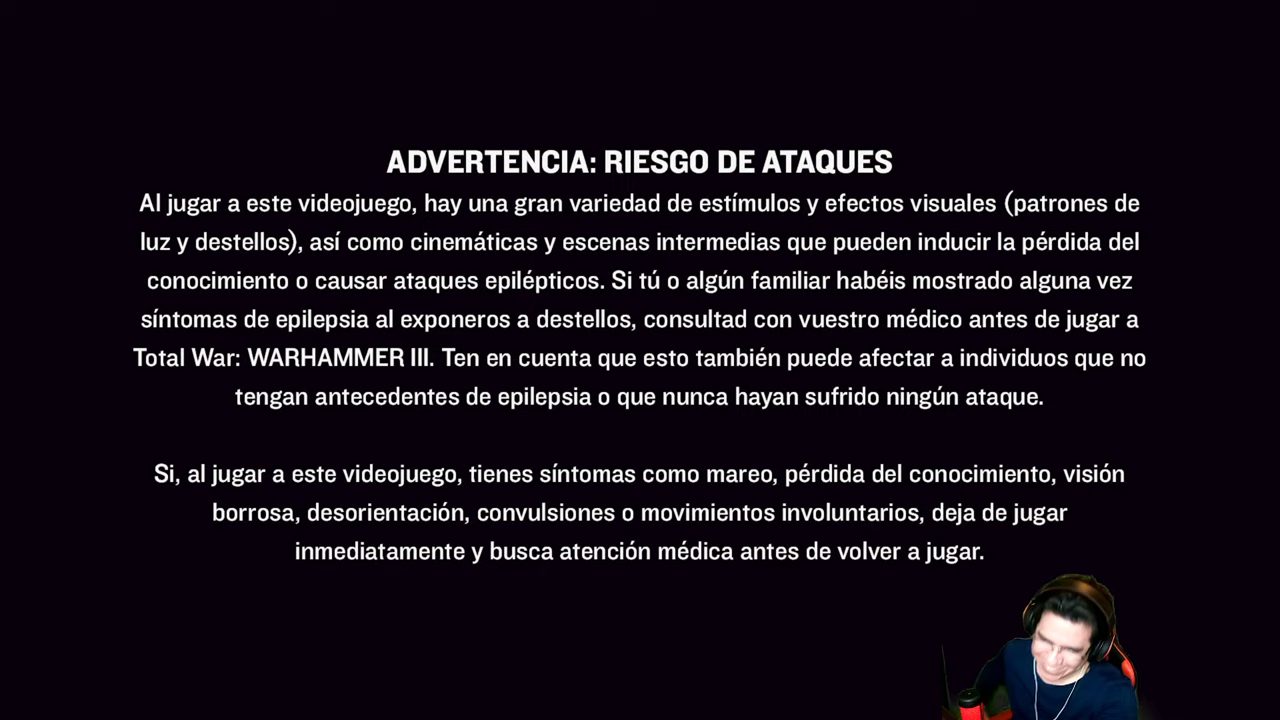 ADVERTENCIA: RIESGO DE ATAQUES
Al jugar a este videojuego, hay una gran variedad de estímulos y efectos visuales (patrones de
luz y destellos), así como cinemáticas y escenas intermedias que pueden inducir la pérdida del
conocimiento o causar ataques epilépticos. Si tú o algún familiar habéis mostrado alguna vez
síntomas de epilepsia al exponeros a destellos, consultad con vuestro médico antes de jugar a
Total War: WARHAMMER III. Ten en cuenta que esto también puede afectar a individuos que no
tengan antecedentes de epilepsia o que nunca hayan sufrido ningún ataque.
Si, al jugar a este videojuego, tienes síntomas como mareo, pérdida del conocimiento, visión
borrosa, desorientación, convulsiones o movimientos involuntarios, deja de jugar
inmediatamente y busca atención médica antes de volver a jugar.